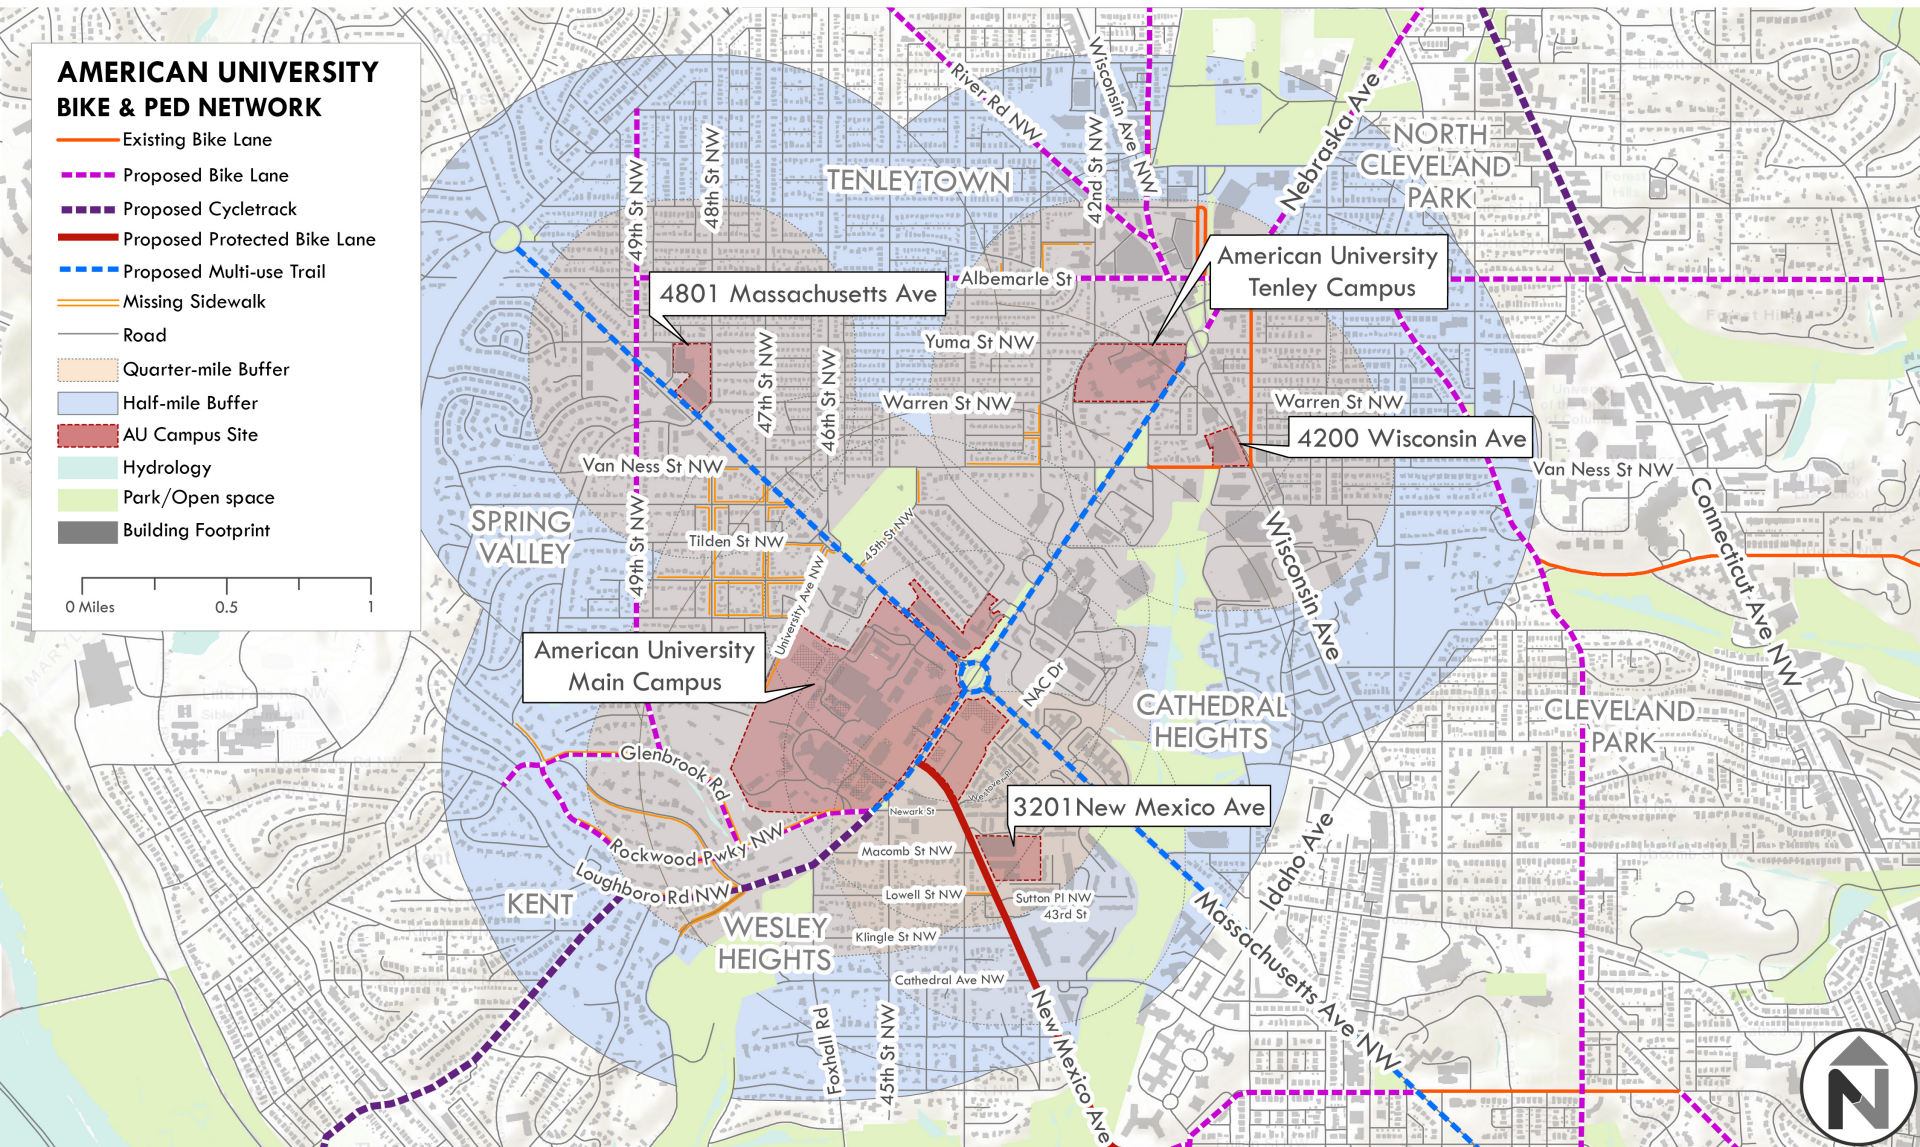 AMERICAN UNIVERSITY
BIKE & PED NETWORK
Existing Bike Lane
Proposed Bike Lane
Proposed Cycletrack
Proposed Protected Bike Lane
Proposed Multi-use Trail
Missing Sidewalk
Road
Quarter-mile Buffer
Half-mile Buffer
AU Campus Site
Hydrology
Park/Open space
Building Footprint
0 Miles
0.5
1
River Rd NW
Wisconsin Ave NW
42nd St NW
Nebraska Ave
NORTH
CLEVELAND
PARK
TENLEYTOWN
49th St NW
48th St NW
American University
Tenley Campus
Albemarle St
4801 Massachusetts Ave
Yuma St NW
47th St NW
46th St NW
Warren St NW
Warren St NW
4200 Wisconsin Ave
Van Ness St NW
Van Ness St NW
Connecticut Ave NW
SPRING
VALLEY
49th St NW
Tilden St NW
45th St NW
University Ave NW
Wisconsin Ave
American University
Main Campus
NAC Dr
CATHEDRAL
HEIGHTS
CLEVELAND
PARK
Glenbrook Rd
Westover Pl
3201New Mexico Ave
Newark St
Rockwood Pwky NW
Macomb St NW
Idaho Ave
Loughboro Rd NW
Lowell St NW
Sutton Pl NW
43rd St
KENT
WESLEY
HEIGHTS
Klingle St NW
Cathedral Ave NW
Massachusetts Ave NW
Foxhall Rd
45th St NW
New Mexico Ave
N